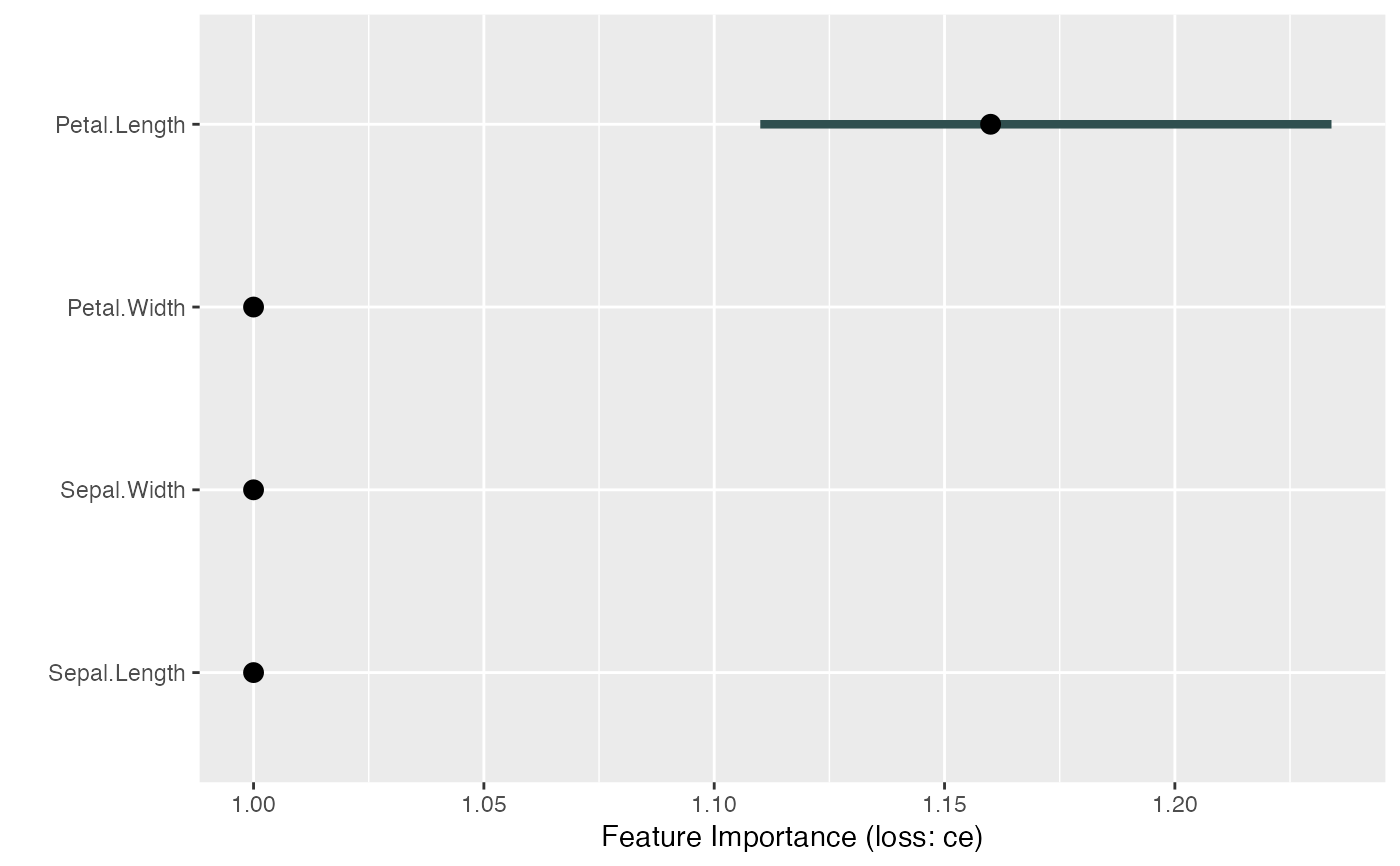 Petal.Length
Petal.Width
Sepal.Width
Sepal.Length
1.00 1.05 1.10 1.15 1.20
Feature Importance (loss: ce)